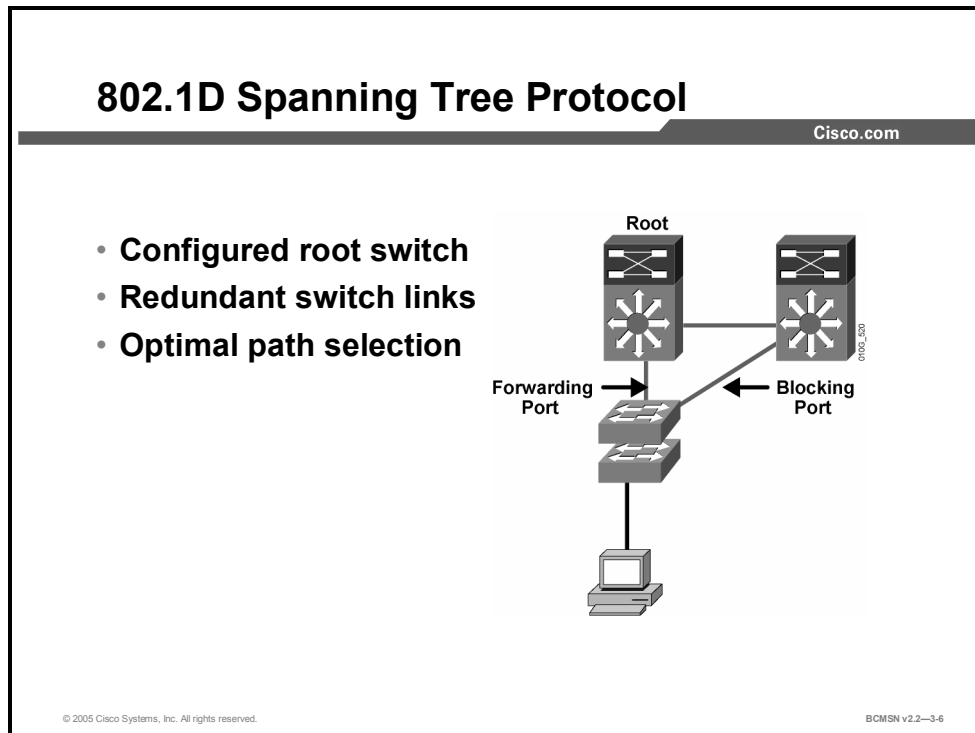 802.1D Spanning Tree Protocol
Cisco.com
• Configured root switch
• Redundant switch links
• Optimal path selection
Root
010G_520
Forwarding
Port
Blocking
Port
© 2005 Cisco Systems, Inc. All rights reserved.
BCMSN v2.2—3-6